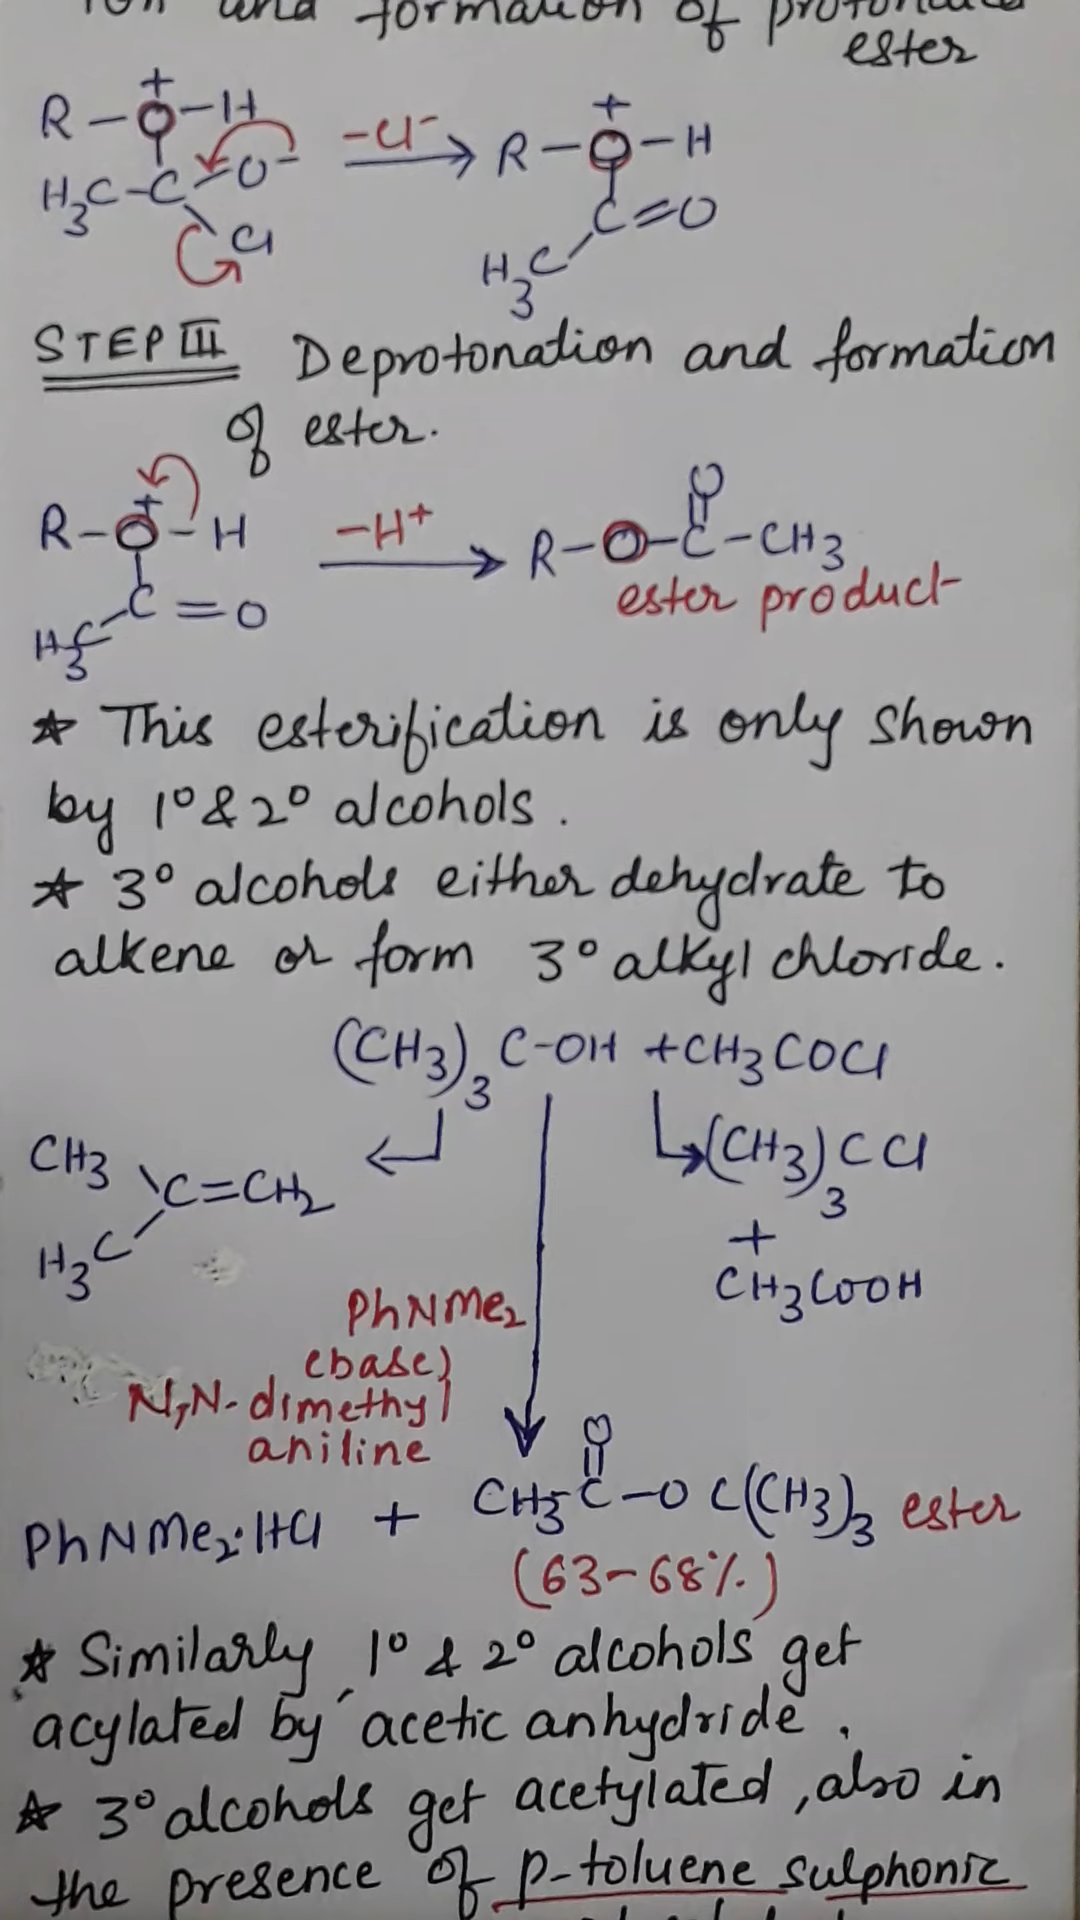 ion and formation of protonated
ester
R-O⁺-H
H₃C-C-O⁻
Cl
-Cl⁻
R-O⁺-H
C=O
H₃C
STEP III Deprotonation and formation
of ester.
R-O⁺-H
C=O
H₃C
-H⁺
O
R-O-C-CH₃
ester product
* This esterification is only shown
by 1° & 2° alcohols.
* 3° alcohols either dehydrate to
alkene or form 3° alkyl chloride.
(CH₃)₃C-OH + CH₃COCl
CH₃
C=CH₂
H₃C
(CH₃)₃CCl
+
CH₃COOH
PhNMe₂
(base)
N,N-dimethyl
aniline
O
PhNMe₂.HCl + CH₃C-OC(CH₃)₃ ester
(63-68%)
* Similarly, 1° & 2° alcohols get
acylated by acetic anhydride.
* 3° alcohols get acetylated, also in
the presence of p-toluene sulphonic